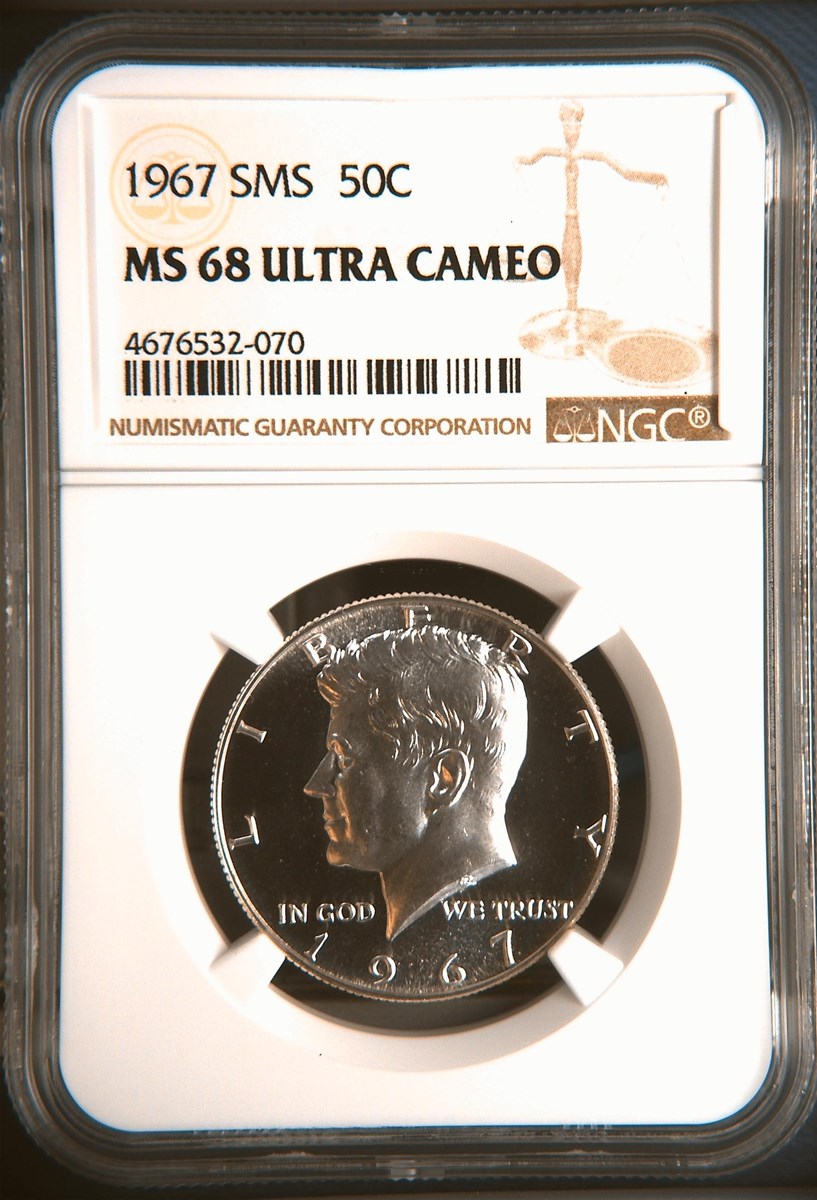 1967 SMS 50C
MS 68 ULTRA CAMEO
4676532-070
NUMISMATIC GUARANTY CORPORATION
NGC®
LIBERTY
IN GOD WE TRUST
1967